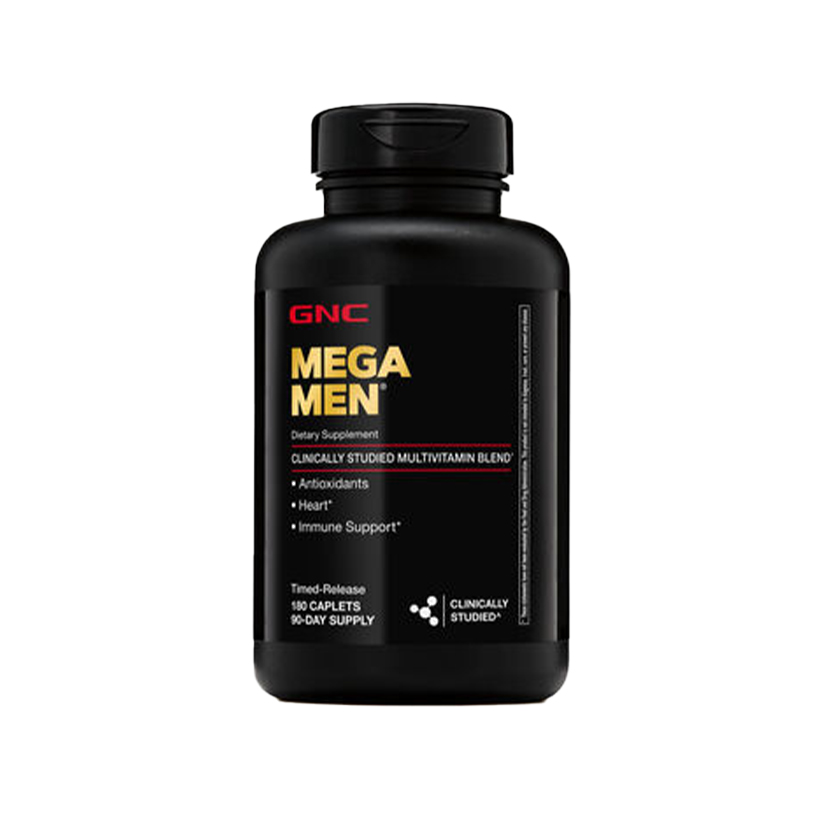 GNC
MEGA
MEN®
Dietary Supplement
CLINICALLY STUDIED MULTIVITAMIN BLEND^
• Antioxidants
• Heart*
• Immune Support*
Timed-Release
180 CAPLETS
90-DAY SUPPLY
CLINICALLY
STUDIED^